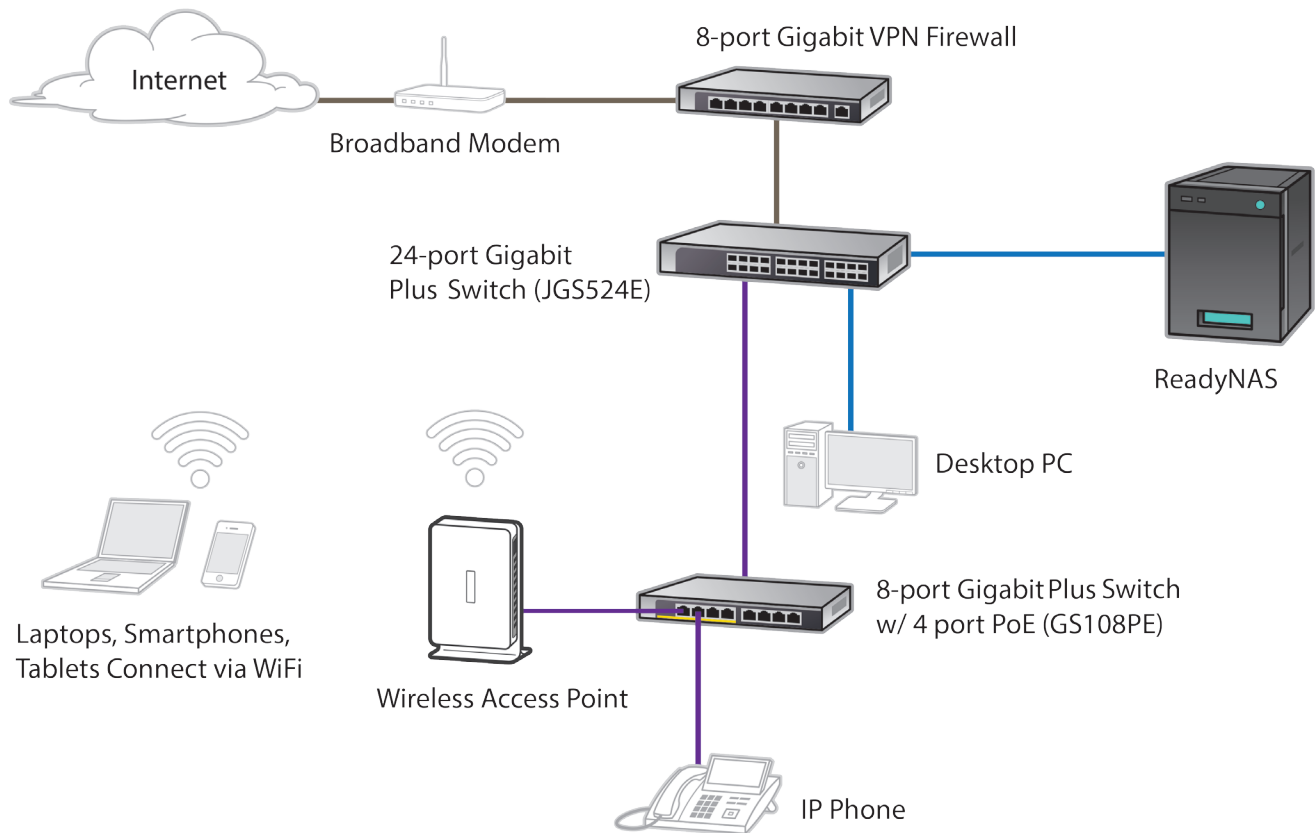 8-port Gigabit VPN Firewall
Internet
Broadband Modem
24-port Gigabit
Plus Switch (JGS524E)
ReadyNAS
Desktop PC
8-port Gigabit Plus Switch
w/ 4 port PoE (GS108PE)
Laptops, Smartphones,
Tablets Connect via WiFi
Wireless Access Point
IP Phone